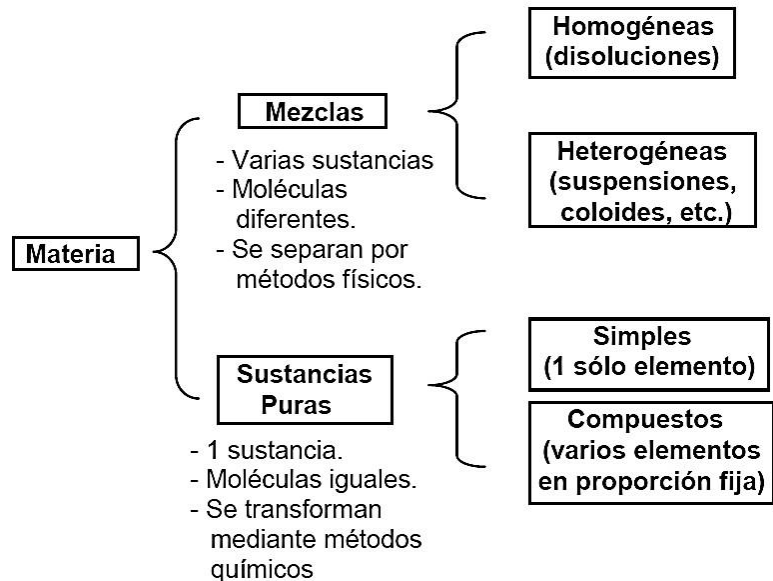 Materia
Mezclas
- Varias sustancias
- Moléculas
diferentes.
- Se separan por
métodos físicos.
Homogéneas
(disoluciones)
Heterogéneas
(suspensiones,
coloides, etc.)
Sustancias
Puras
- 1 sustancia.
- Moléculas iguales.
- Se transforman
mediante métodos
químicos
Simples
(1 sólo elemento)
Compuestos
(varios elementos
en proporción fija)